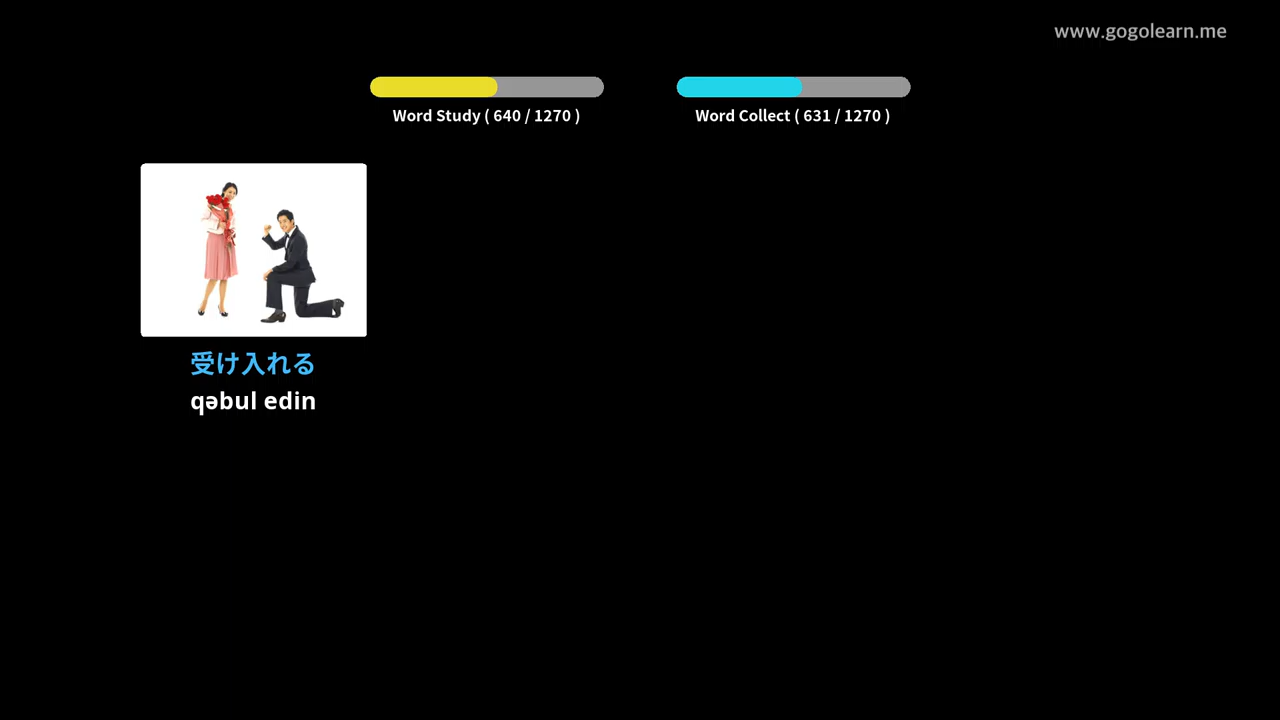 www.gogolearn.me
Word Study ( 640 / 1270 )
Word Collect ( 631 / 1270 )
受け入れる
qəbul edin